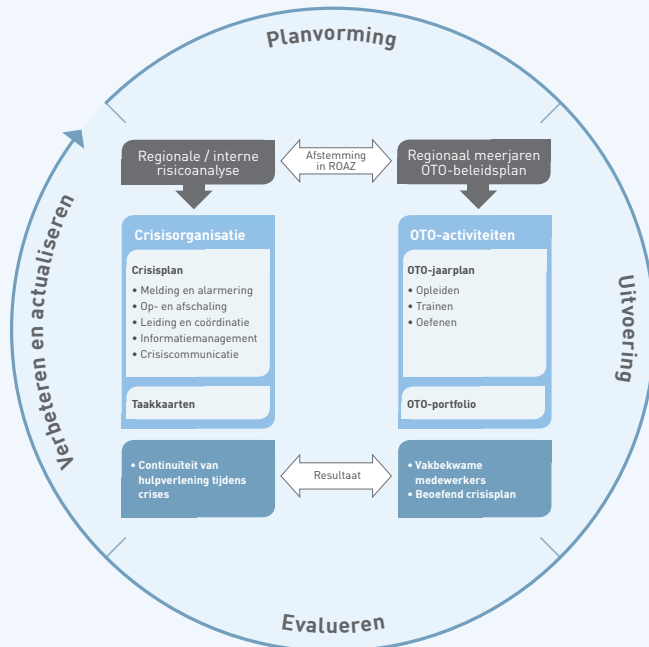 Planvorming
Regionale / interne
risicoanalyse
Afstemming
in ROAZ
Regionaal meerjaren
OTO-beleidsplan
Crisisorganisatie
Crisisplan
• Melding en alarmering
• Op- en afschaling
• Leiding en coördinatie
• Informatiemanagement
• Crisiscommunicatie
Taakkaarten
OTO-activiteiten
OTO-jaarplan
• Opleiden
• Trainen
• Oefenen
OTO-portfolio
• Continuïteit van
hulpverlening tijdens
crises
Resultaat
• Vakbekwame
medewerkers
• Beoefend crisisplan
Uitvoering
Evalueren
Verbeteren en actualiseren